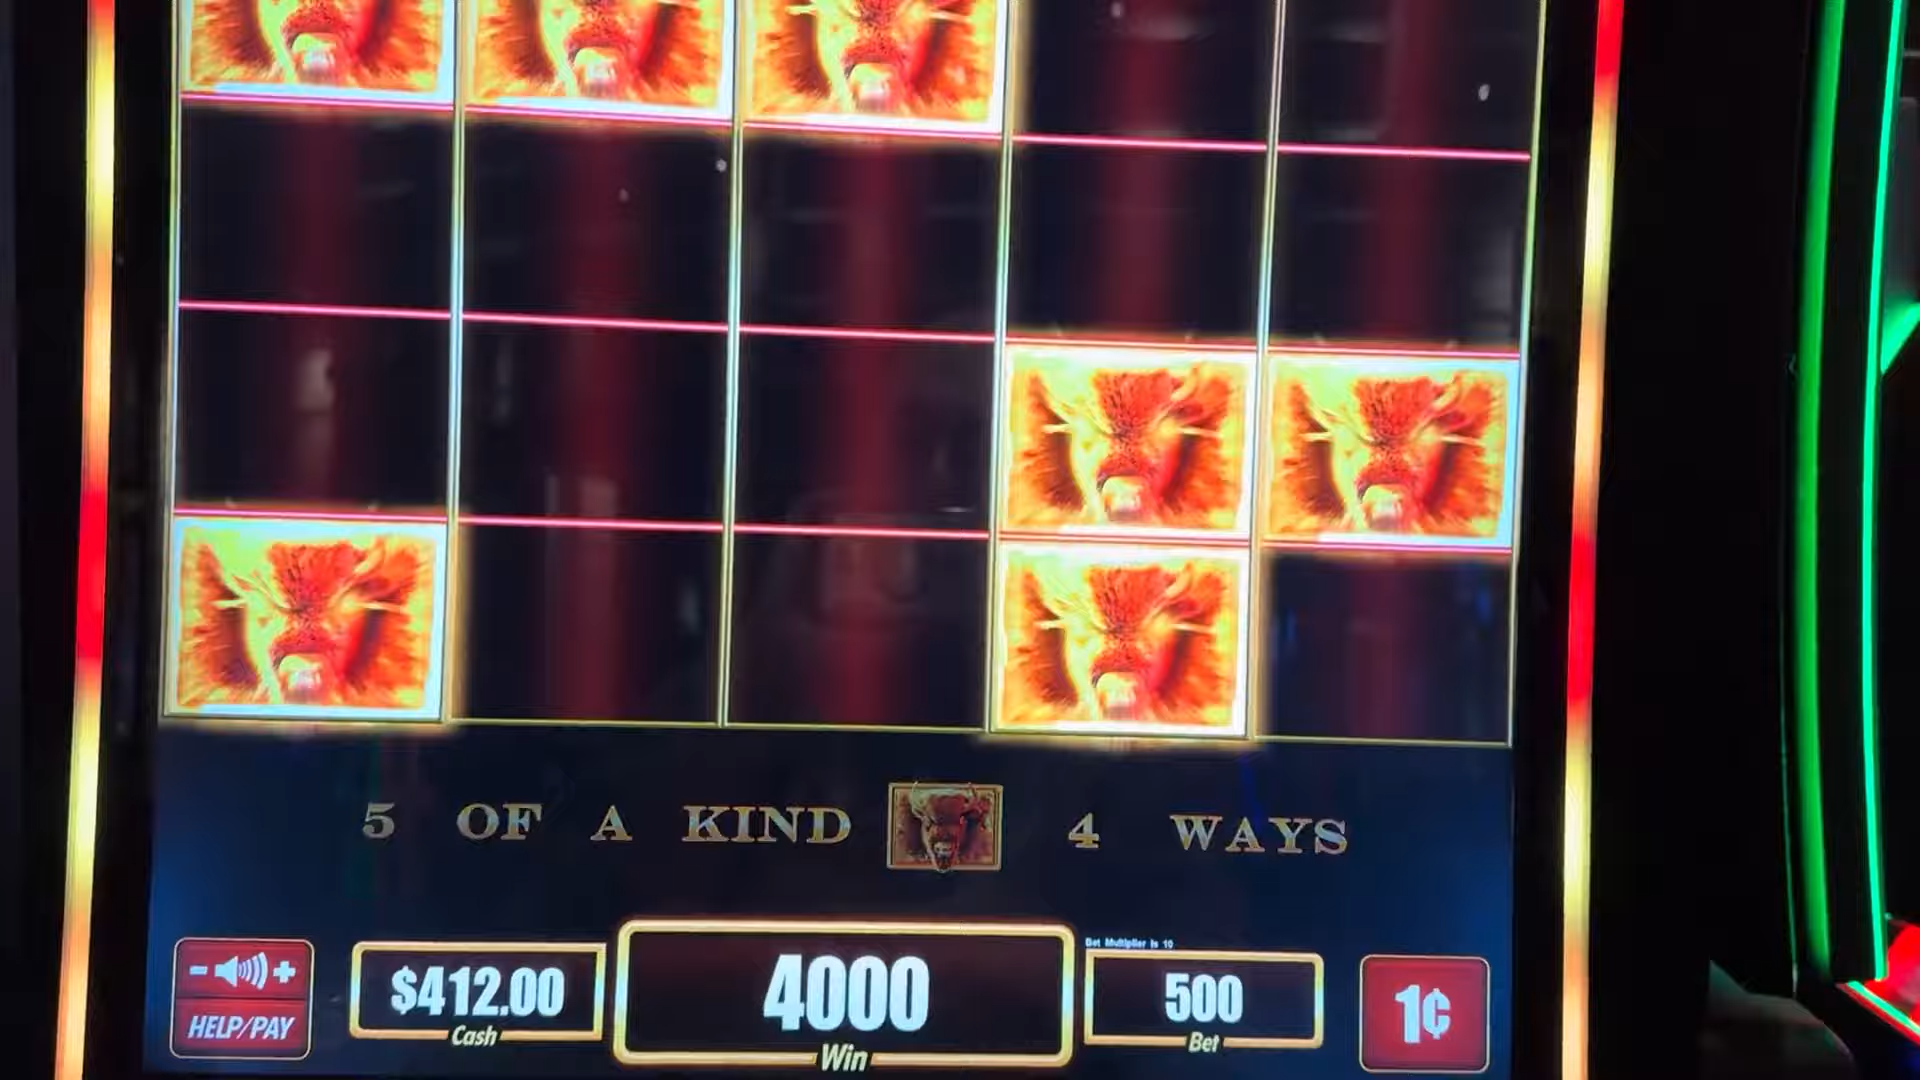 5 OF A KIND 4 WAYS
Bet Multiplier is 10
- +
HELP/PAY
$412.00
Cash
4000
Win
500
Bet
1¢